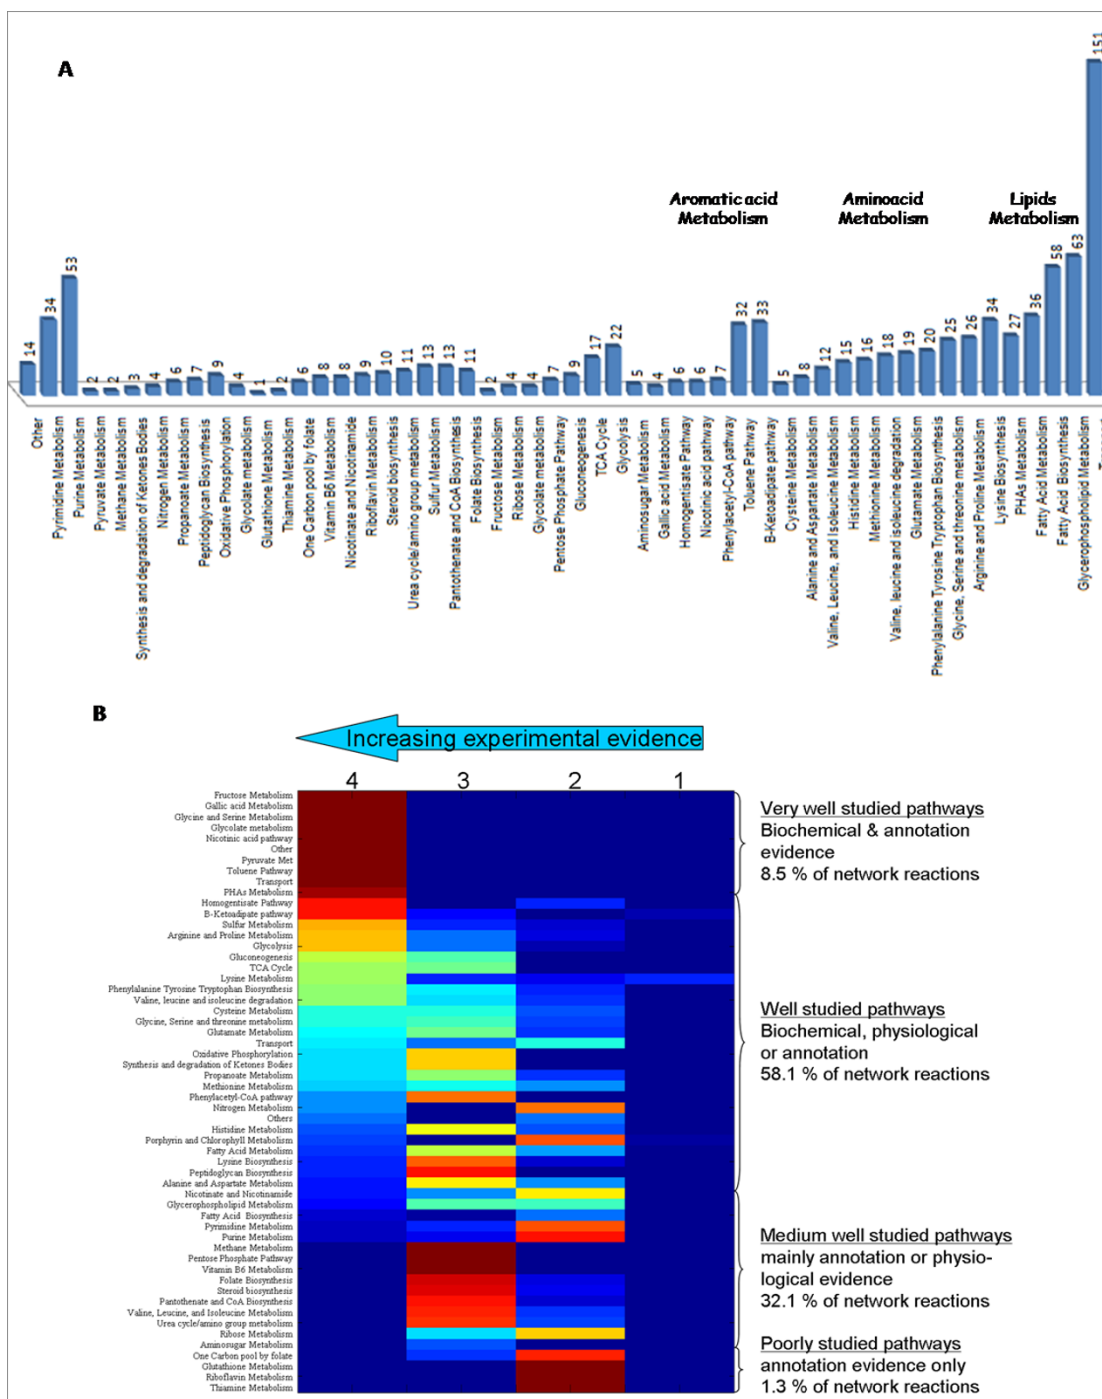 A
Aromatic acid
Metabolism
Aminoacid
Metabolism
Lipids
Metabolism
14
34
53
2
2
3
4
6
7
9
4
1
2
6
8
8
9
10
11
13
13
11
2
4
4
7
9
17
22
5
4
6
6
7
32
33
5
8
12
15
16
18
19
20
25
26
34
27
36
58
63
151
Other
Pyrimidine Metabolism
Purine Metabolism
Pyruvate Metabolism
Methane Metabolism
Synthesis and degradation of Ketones Bodies
Nitrogen Metabolism
Propanoate Metabolism
Peptidoglycan Biosynthesis
Oxidative Phosphorylation
Glycolate metabolism
Glutathione Metabolism
Thiamine Metabolism
One Carbon pool by folate
Vitamin B6 Metabolism
Nicotinate and Nicotinamide
Riboflavin Metabolism
Steroid biosynthesis
Urea cycle/amino group metabolism
Sulfur Metabolism
Pantothenate and CoA Biosynthesis
Folate Biosynthesis
Fructose Metabolism
Ribose Metabolism
Glycolate metabolism
Pentose Phosphate Pathway
Gluconeogenesis
TCA Cycle
Glycolysis
Aminosugar Metabolism
Gallic acid Metabolism
Homogentisate Pathway
Nicotinic acid pathway
Phenylacetyl-CoA pathway
Toluene Pathway
B-Ketoadipate pathway
Cysteine Metabolism
Alanine and Aspartate Metabolism
Valine, Leucine, and Isoleucine Metabolism
Histidine Metabolism
Methionine Metabolism
Valine, leucine and isoleucine degradation
Glutamate Metabolism
Phenylalanine Tyrosine Tryptophan Biosynthesis
Glycine, Serine and threonine metabolism
Arginine and Proline Metabolism
Lysine Biosynthesis
PHAs Metabolism
Fatty Acid Metabolism
Fatty Acid Biosynthesis
Glycerophospholipid Metabolism
B
Increasing experimental evidence
4 3 2 1
Fructose Metabolism
Gallic acid Metabolism
Glycine and Serine Metabolism
Glycolate metabolism
Nicotinic acid pathway
Other
Pyruvate Met
Toluene Pathway
Transport
PHAs Metabolism
Homogentisate Pathway
B-Ketoadipate pathway
Sulfur Metabolism
Arginine and Proline Metabolism
Glycolysis
Gluconeogenesis
TCA Cycle
Lysine Metabolism
Phenylalanine Tyrosine Tryptophan Biosynthesis
Valine, leucine and isoleucine degradation
Cysteine Metabolism
Glycine, Serine and threonine metabolism
Glutamate Metabolism
Transport
Oxidative Phosphorylation
Synthesis and degradation of Ketones Bodies
Propanoate Metabolism
Methionine Metabolism
Phenylacetyl-CoA pathway
Nitrogen Metabolism
Others
Histidine Metabolism
Porphyrin and Chlorophyll Metabolism
Fatty Acid Metabolism
Lysine Biosynthesis
Peptidoglycan Biosynthesis
Alanine and Aspartate Metabolism
Nicotinate and Nicotinamide
Glycerophospholipid Metabolism
Fatty Acid Biosynthesis
Pyrimidine Metabolism
Purine Metabolism
Methane Metabolism
Pentose Phosphate Pathway
Vitamin B6 Metabolism
Folate Biosynthesis
Steroid biosynthesis
Pantothenate and CoA Biosynthesis
Valine, Leucine, and Isoleucine Metabolism
Urea cycle/amino group metabolism
Ribose Metabolism
Aminosugar Metabolism
One Carbon pool by folate
Glutathione Metabolism
Riboflavin Metabolism
Thiamine Metabolism
Very well studied pathways
Biochemical & annotation
evidence
8.5 % of network reactions
Well studied pathways
Biochemical, physiological
or annotation
58.1 % of network reactions
Medium well studied pathways
mainly annotation or physio-
logical evidence
32.1 % of network reactions
Poorly studied pathways
annotation evidence only
1.3 % of network reactions